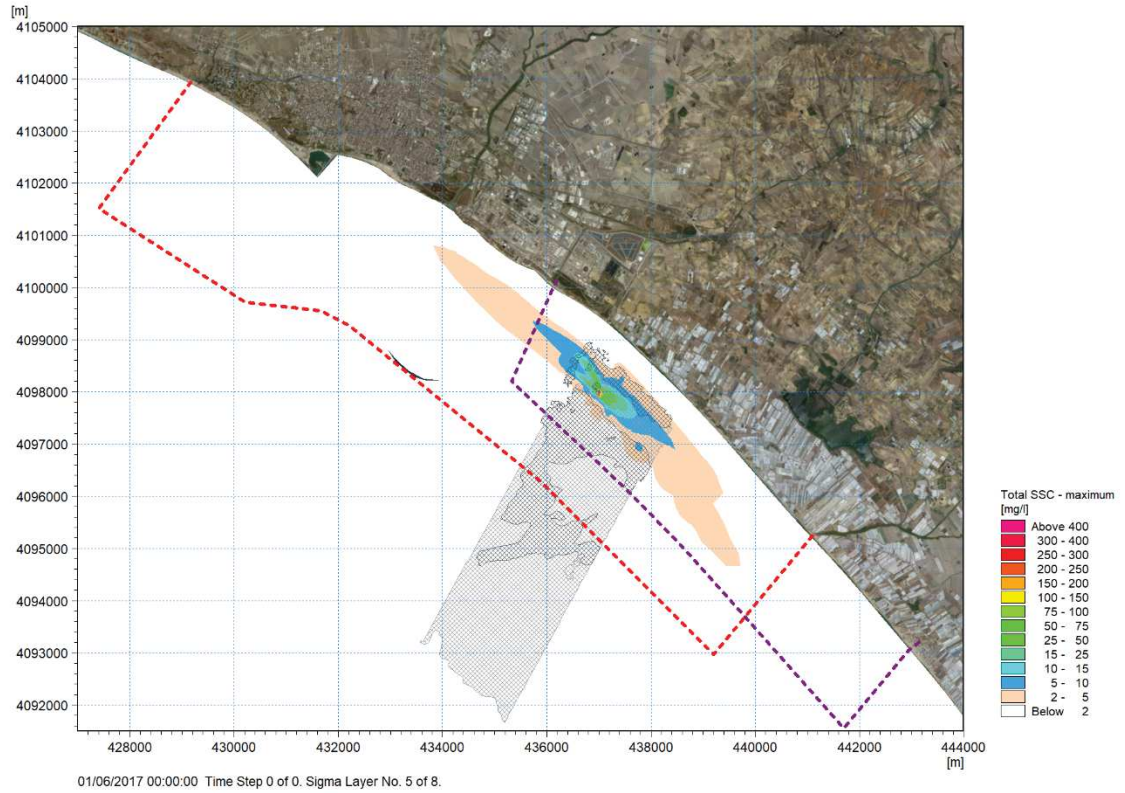 [m]
4105000
4104000
4103000
4102000
4101000
4100000
4099000
4098000
4097000
4096000
4095000
4094000
4093000
4092000
428000 430000 432000 434000 436000 438000 440000 442000 444000
[m]
Total SSC - maximum
[mg/l]
Above 400
300 - 400
250 - 300
200 - 250
150 - 200
100 - 150
75 - 100
50 - 75
25 - 50
15 - 25
10 - 15
5 - 10
2 - 5
Below 2
01/06/2017 00:00:00 Time Step 0 of 0. Sigma Layer No. 5 of 8.